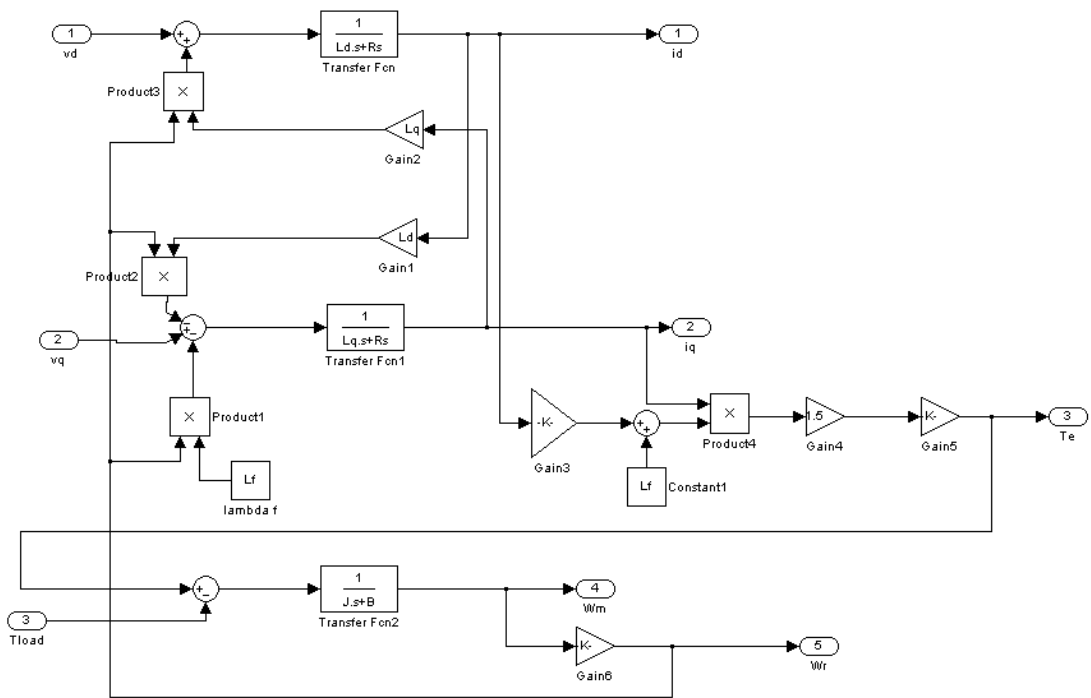 1
vd
+
+
1
Ld.s+Rs
Transfer Fcn
1
id
Product3
×
Lq
Gain2
Ld
Gain1
Product2
×
2
vq
−
+
−
1
Lq.s+Rs
Transfer Fcn1
2
iq
×
Product1
Lf
lambda f
-K-
Gain3
+
+
Lf
Constant1
×
Product4
1.5
Gain4
K-
Gain5
3
Te
+
−
3
Tload
1
J.s+B
Transfer Fcn2
4
Wm
K-
Gain6
5
Wr